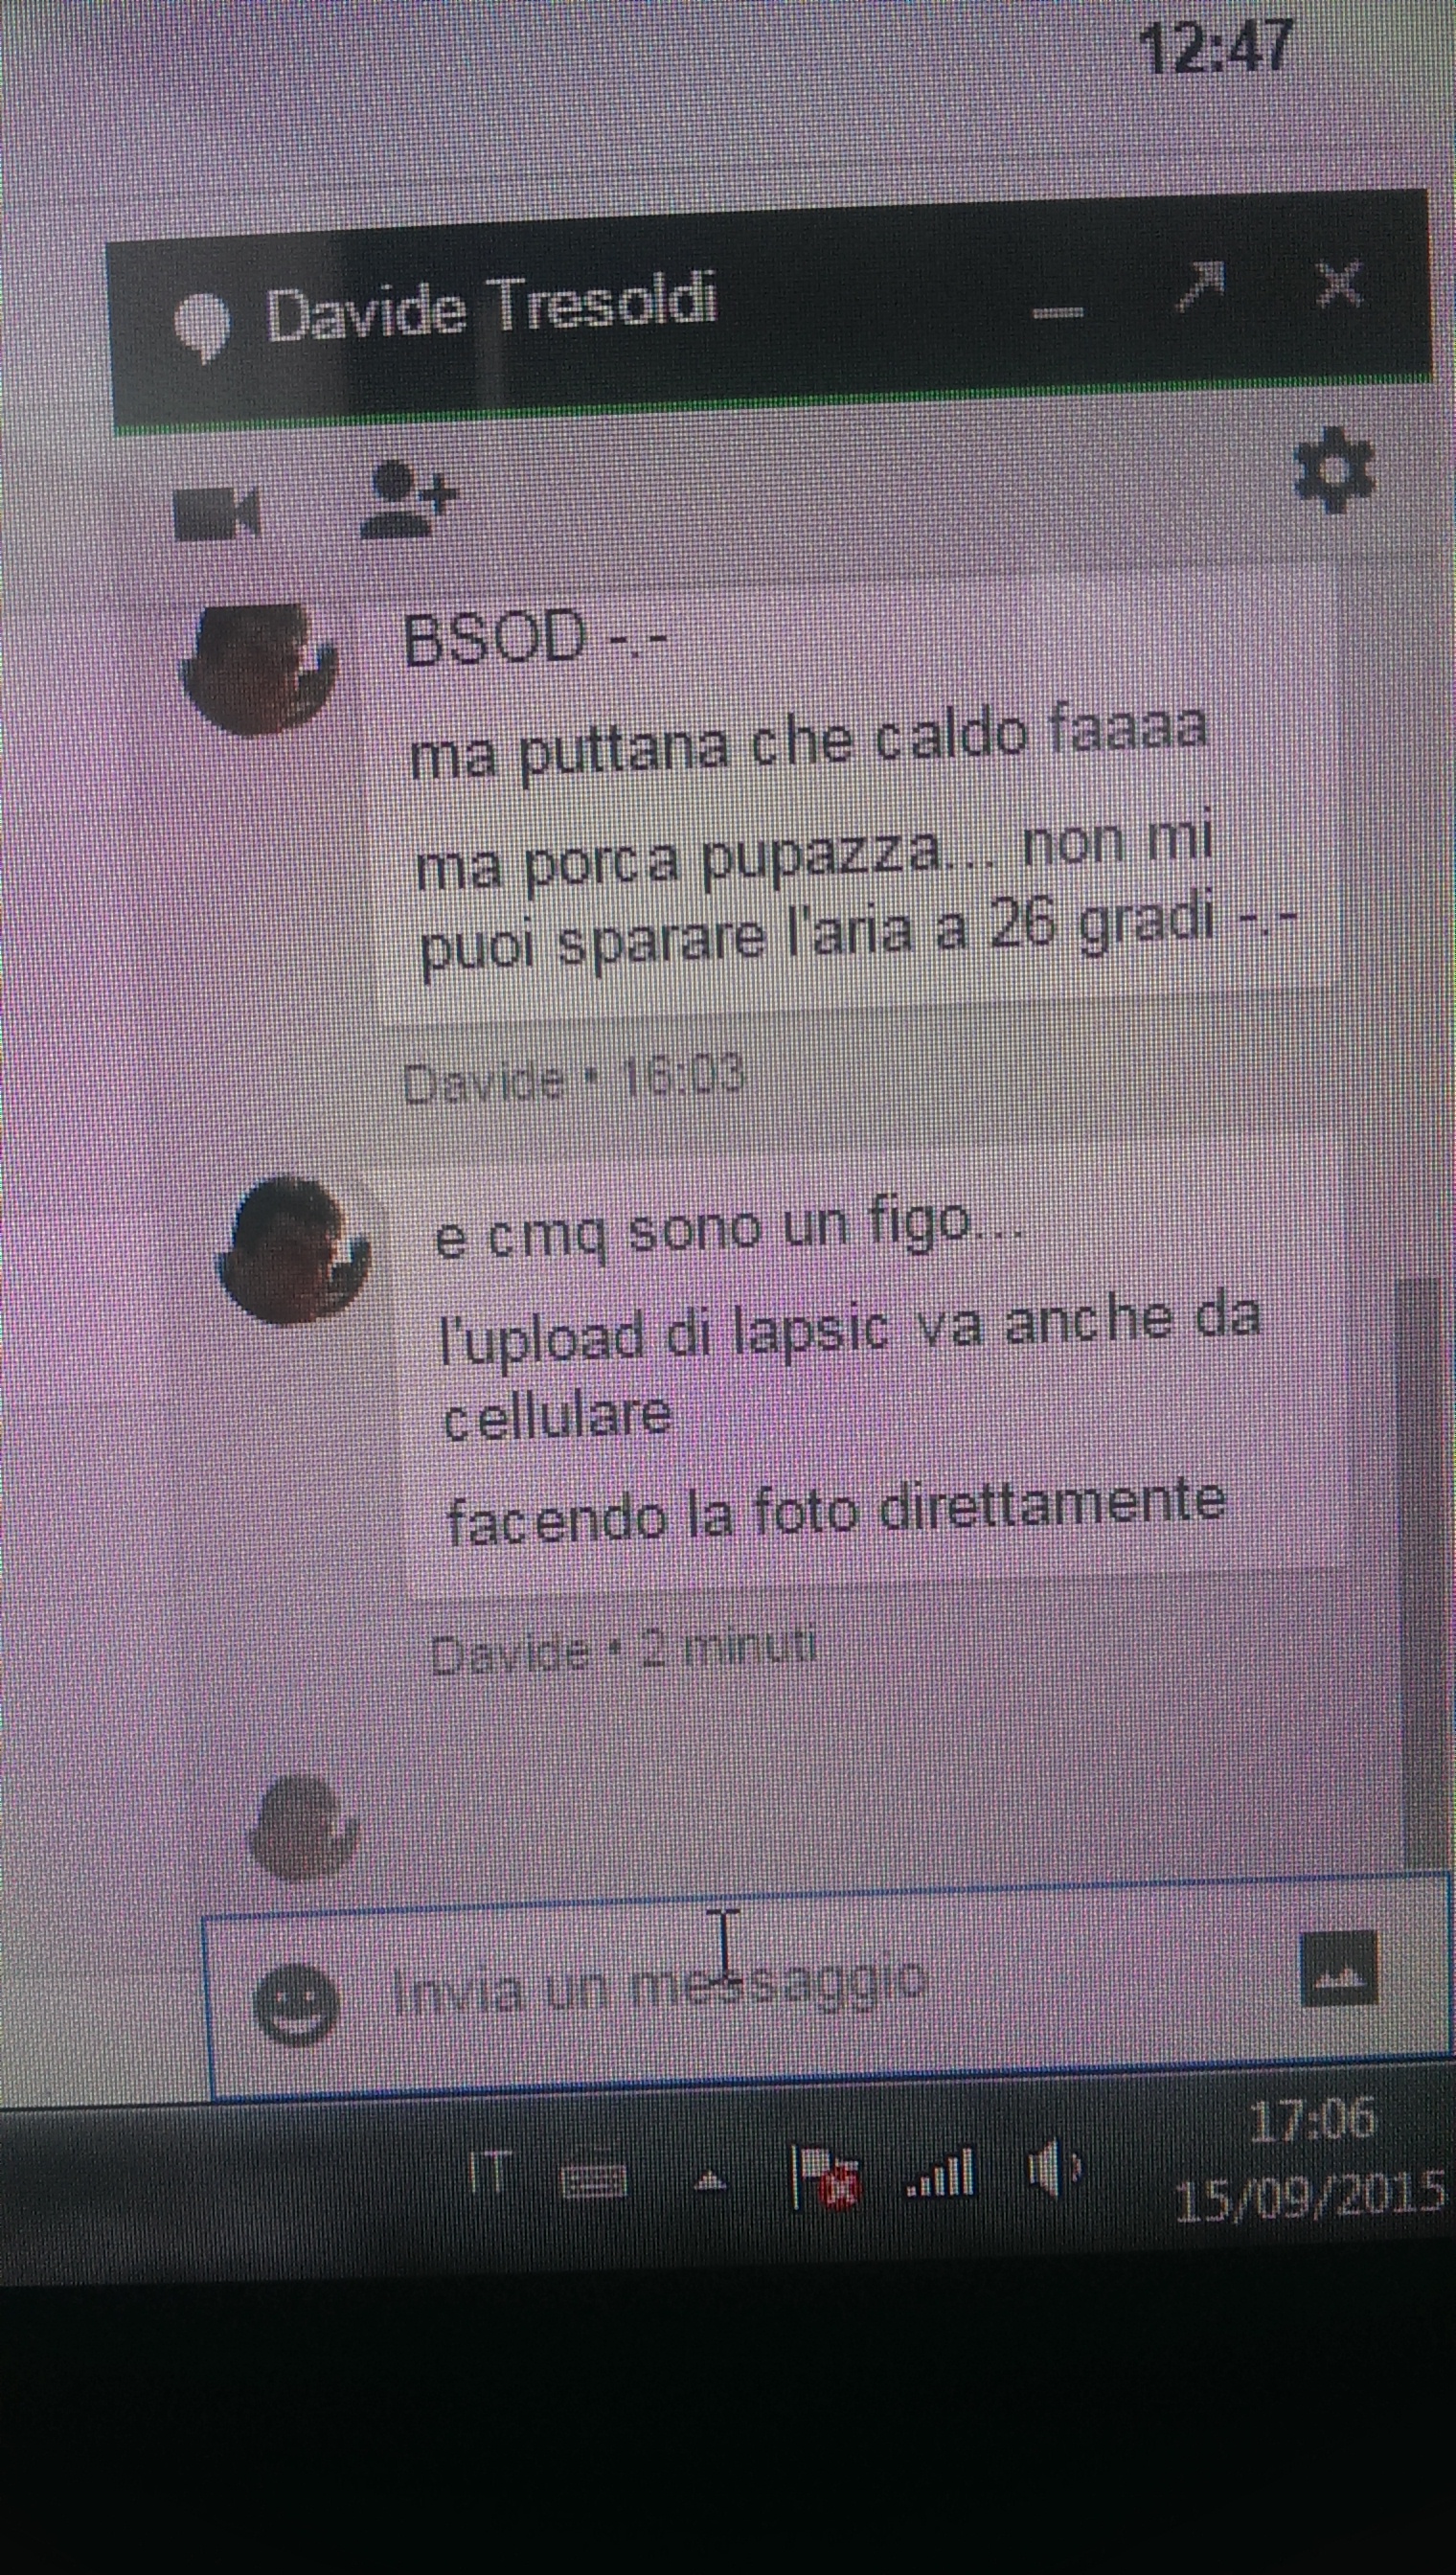 12:47
Davide Tresoldi
BSOD -.-
ma puttana che caldo faaaa
ma porca pupazza... non mi
puoi sparare l'aria a 26 gradi -.-
Davide • 16:03
e cmq sono un figo...
l'upload di lapsic va anche da
cellulare
facendo la foto direttamente
Davide • 2 minuti
Invia un messaggio
IT
17:06
15/09/2015